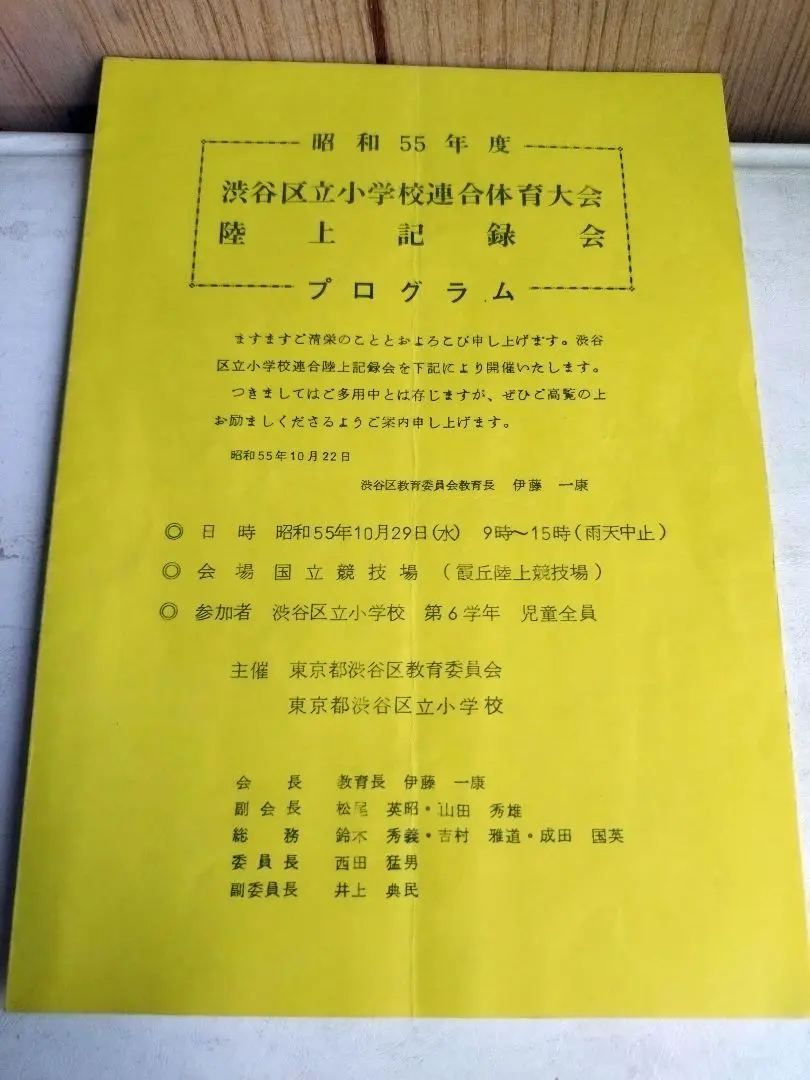 昭和55年度
渋谷区立小学校連合体育大会
陸上記録会
プログラム
ますますご清栄のこととおよろこび申し上げます。渋谷
区立小学校連合陸上記録会を下記により開催いたします。
つきましてはご多用中とは存じますが、ぜひご高覧の上
お励ましくださるようご案内申し上げます。
昭和55年10月22日
渋谷区教育委員会教育長 伊藤 一康
◎ 日 時 昭和55年10月29日(水) 9時〜15時(雨天中止)
◎ 会 場 国立競技場 (霞丘陸上競技場)
◎ 参加者 渋谷区立小学校 第6学年 児童全員
主催 東京都渋谷区教育委員会
東京都渋谷区立小学校
会 長 教育長 伊藤 一康
副会長 松尾 英昭・山田 秀雄
総 務 鈴木 秀義・吉村 雅道・成田 国英
委員長 西田 猛男
副委員長 井上 典民